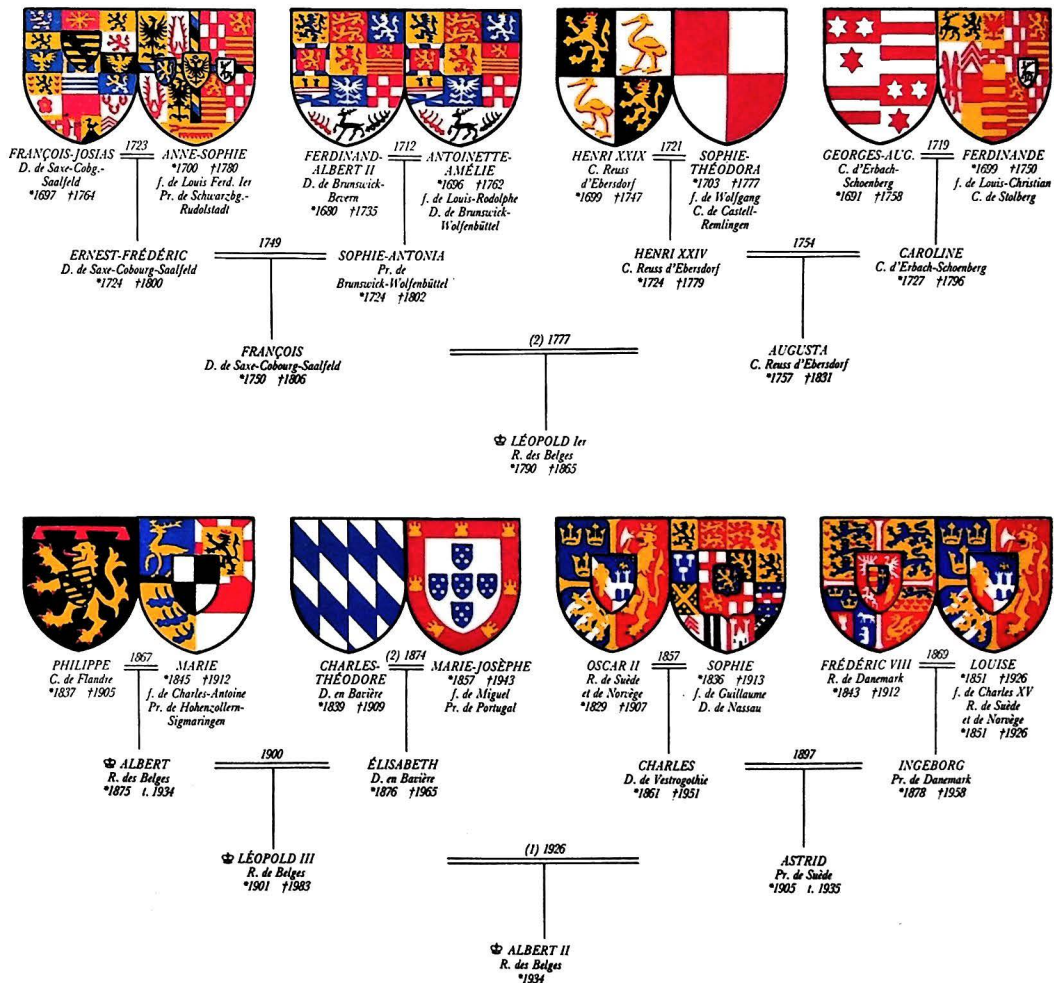 1723
FRANÇOIS-JOSIAS
D. de Saxe-Cobg.-
Saalfeld
*1697 †1764
ANNE-SOPHIE
*1700 †1780
f. de Louis Ferd. Ier
Pr. de Schwarzbg.-
Rudolstadt
1712
FERDINAND-
ALBERT II
D. de Brunswick-
Bevern
*1680 †1735
ANTOINETTE-
AMÉLIE
*1696 †1762
f. de Louis-Rodolphe
D. de Brunswick-
Wolfenbüttel
1721
HENRI XXIX
C. Reuss
d'Ebersdorf
*1699 †1747
SOPHIE-
THÉODORA
*1703 †1777
f. de Wolfgang
C. de Castell-
Remlingen
1719
GEORGES-AUG.
C. d'Erbach-
Schoenberg
*1691 †1758
FERDINANDE
*1699 †1750
f. de Louis-Christian
C. de Stolberg
1749
ERNEST-FRÉDÉRIC
D. de Saxe-Cobourg-Saalfeld
*1724 †1800
SOPHIE-ANTONIA
Pr. de
Brunswick-Wolfenbüttel
*1724 †1802
1754
HENRI XXIV
C. Reuss d'Ebersdorf
*1724 †1779
CAROLINE
C. d'Erbach-Schoenberg
*1727 †1796
(2) 1777
FRANÇOIS
D. de Saxe-Cobourg-Saalfeld
*1750 †1806
AUGUSTA
C. Reuss d'Ebersdorf
*1757 †1831
LÉOPOLD Ier
R. des Belges
*1790 †1865
1867
PHILIPPE
C. de Flandre
*1837 †1905
MARIE
*1845 †1912
f. de Charles-Antoine
Pr. de Hohenzollern-
Sigmaringen
(2) 1874
CHARLES-
THÉODORE
D. en Bavière
*1839 †1909
MARIE-JOSÈPHE
*1857 †1943
f. de Miguel
Pr. de Portugal
1857
OSCAR II
R. de Suède
et de Norvège
*1829 †1907
SOPHIE
*1836 †1913
f. de Guillaume
D. de Nassau
1869
FRÉDÉRIC VIII
R. de Danemark
*1843 †1912
LOUISE
*1851 †1926
f. de Charles XV
R. de Suède
et de Norvège
*1851 †1926
1900
ALBERT
R. des Belges
*1875 t. 1934
ÉLISABETH
D. en Bavière
*1876 †1965
1897
CHARLES
D. de Vestrogothie
*1861 †1951
INGEBORG
Pr. de Danemark
*1878 †1958
(1) 1926
LÉOPOLD III
R. de Belges
*1901 †1983
ASTRID
Pr. de Suède
*1905 t. 1935
ALBERT II
R. des Belges
*1934